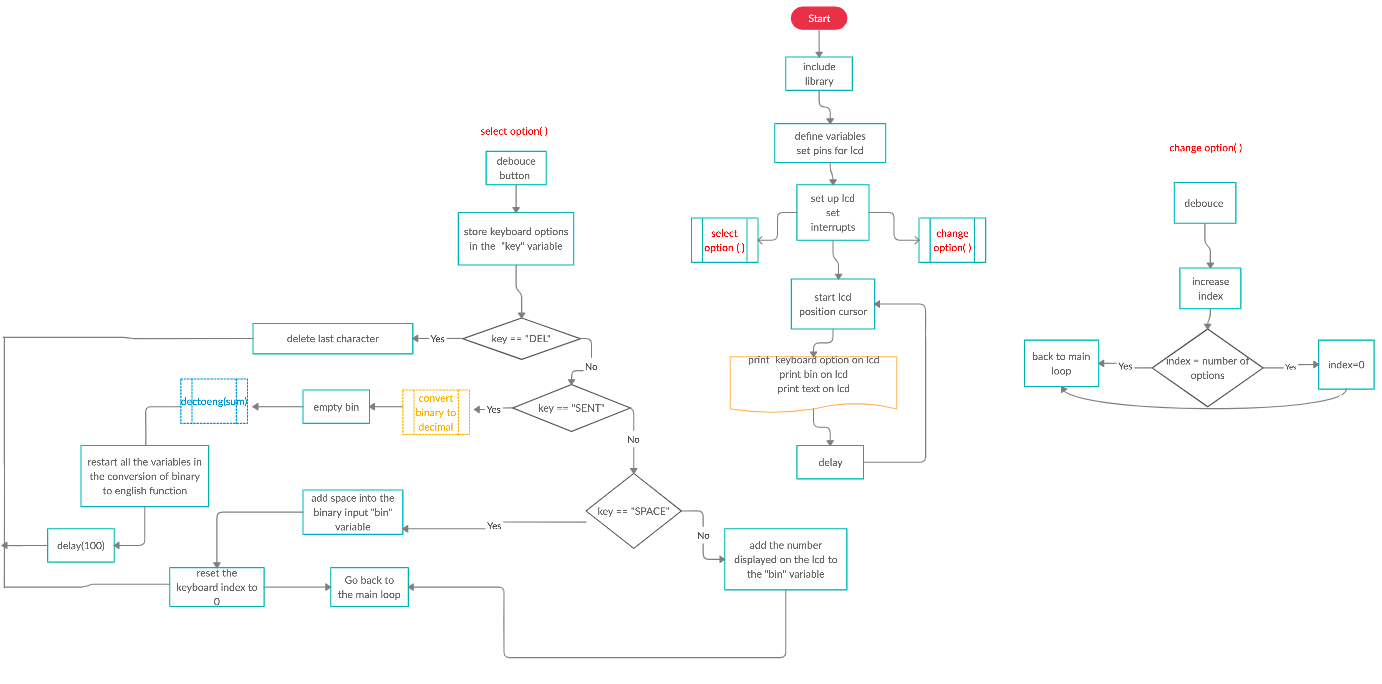 Start
include
library
define variables
set pins for lcd
set up lcd
set
interrupts
select
option ( )
change
option( )
start lcd
position cursor
print keyboard option on lcd
print bin on lcd
print text on lcd
delay
select option( )
debouce
button
store keyboard options
in the "key" variable
key == "DEL"
Yes
delete last character
No
key == "SENT"
Yes
convert
binary to
decimal
empty bin
dectoeng(sum)
restart all the variables in
the conversion of binary
to english function
delay(100)
No
key == "SPACE"
Yes
add space into the
binary input "bin"
variable
reset the
keyboard index to
0
Go back to
the main loop
No
add the number
displayed on the lcd to
the "bin" variable
change option( )
debouce
increase
index
index = number of
options
Yes
back to main
loop
Yes
index=0